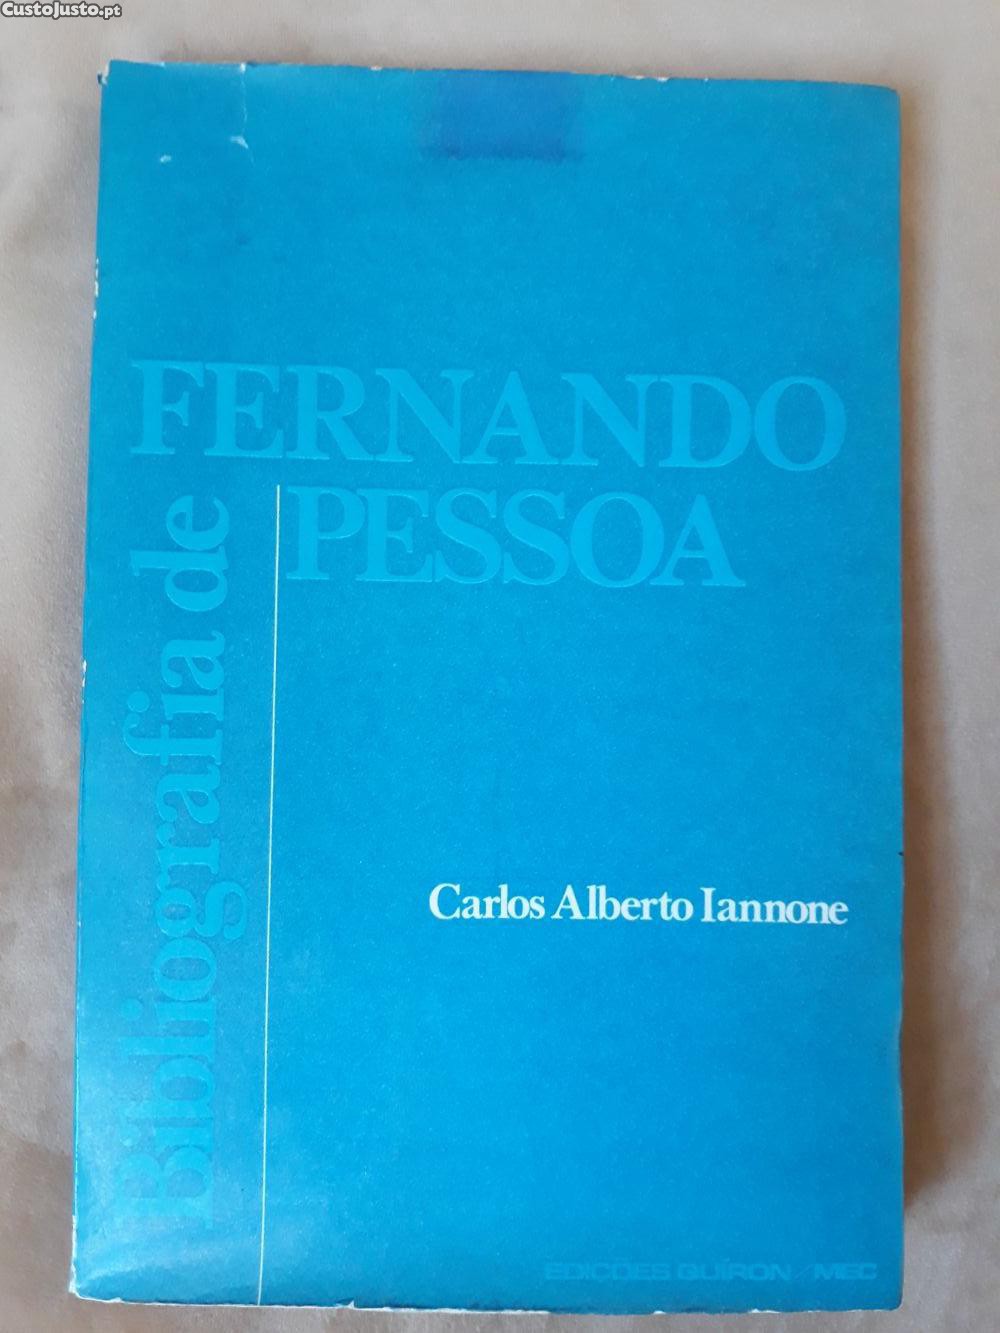 CustoJusto.pt
Bibliografia de
FERNANDO
PESSOA
Carlos Alberto Iannone
EDIÇÕES QUÍRON/MEC